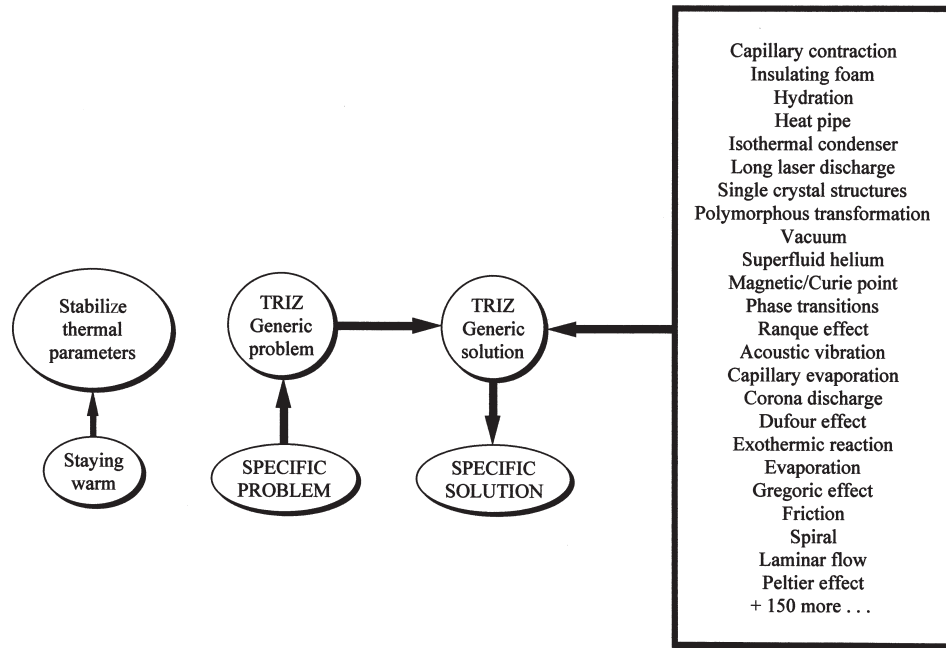 Stabilize
thermal
parameters
Staying
warm
TRIZ
Generic
problem
SPECIFIC
PROBLEM
TRIZ
Generic
solution
SPECIFIC
SOLUTION
Capillary contraction
Insulating foam
Hydration
Heat pipe
Isothermal condenser
Long laser discharge
Single crystal structures
Polymorphous transformation
Vacuum
Superfluid helium
Magnetic/Curie point
Phase transitions
Ranque effect
Acoustic vibration
Capillary evaporation
Corona discharge
Dufour effect
Exothermic reaction
Evaporation
Gregoric effect
Friction
Spiral
Laminar flow
Peltier effect
+ 150 more . . .